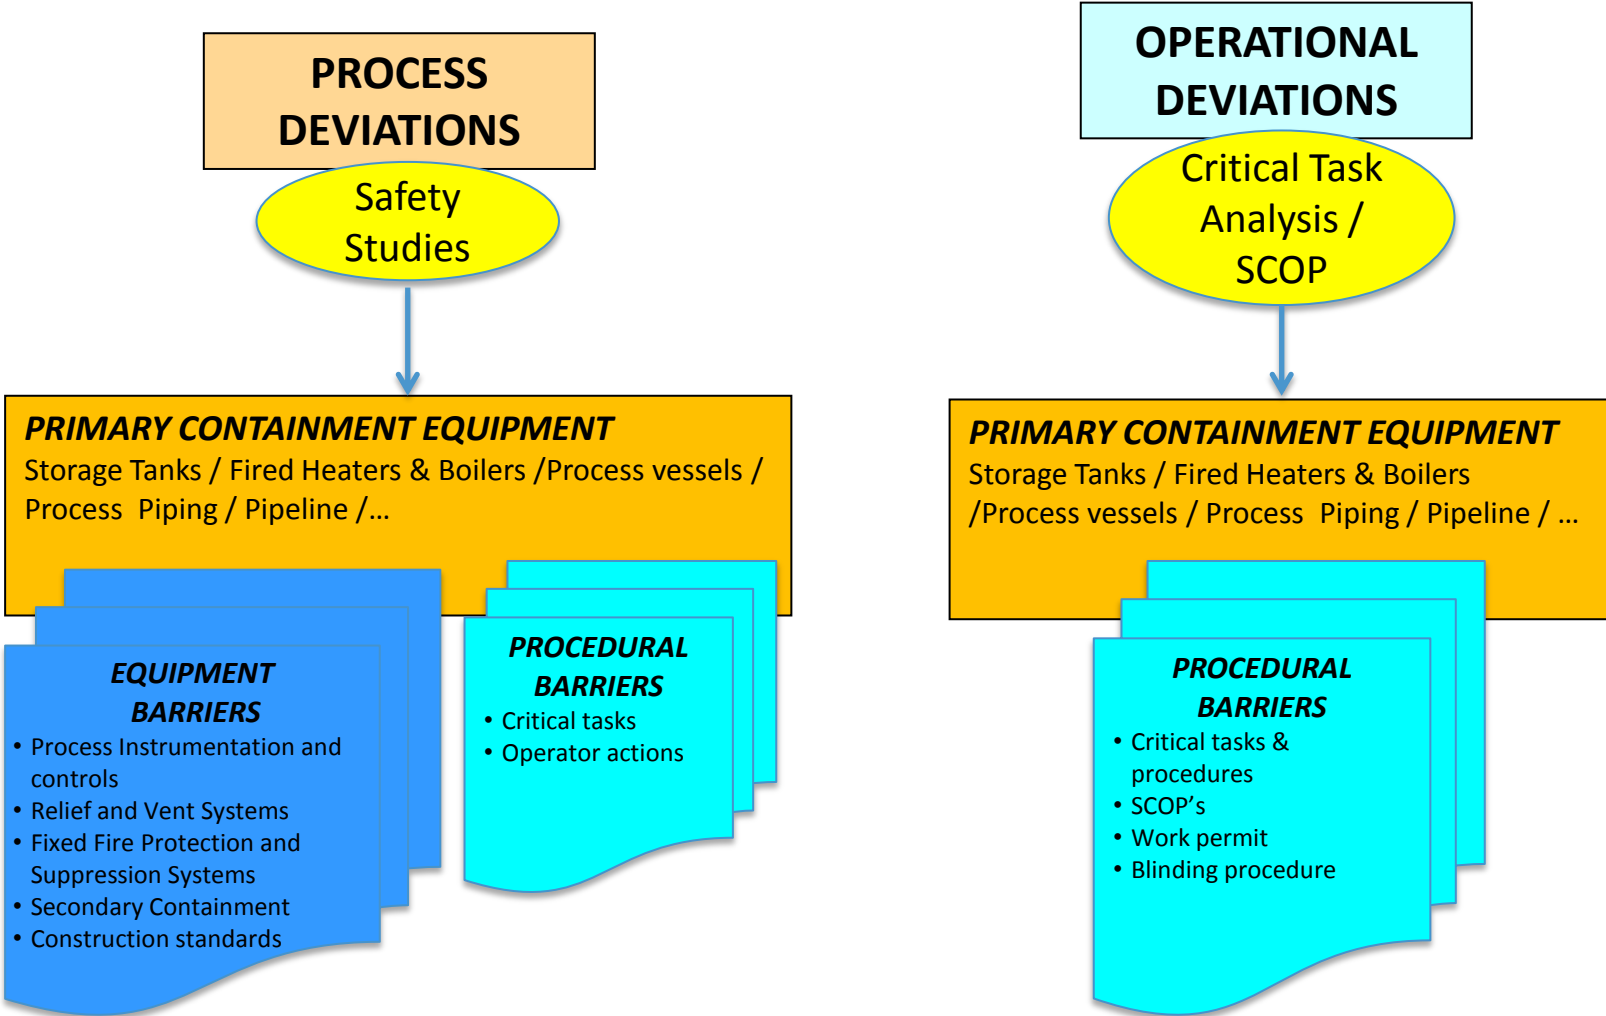 PROCESS
DEVIATIONS
Safety
Studies
PRIMARY CONTAINMENT EQUIPMENT
Storage Tanks / Fired Heaters & Boilers /Process vessels /
Process  Piping / Pipeline /...
EQUIPMENT
BARRIERS
• Process Instrumentation and
controls
• Relief and Vent Systems
• Fixed Fire Protection and
Suppression Systems
• Secondary Containment
• Construction standards
PROCEDURAL
BARRIERS
• Critical tasks
• Operator actions
OPERATIONAL
DEVIATIONS
Critical Task
Analysis /
SCOP
PRIMARY CONTAINMENT EQUIPMENT
Storage Tanks / Fired Heaters & Boilers
/Process vessels / Process  Piping / Pipeline / ...
PROCEDURAL
BARRIERS
• Critical tasks &
procedures
• SCOP’s
• Work permit
• Blinding procedure